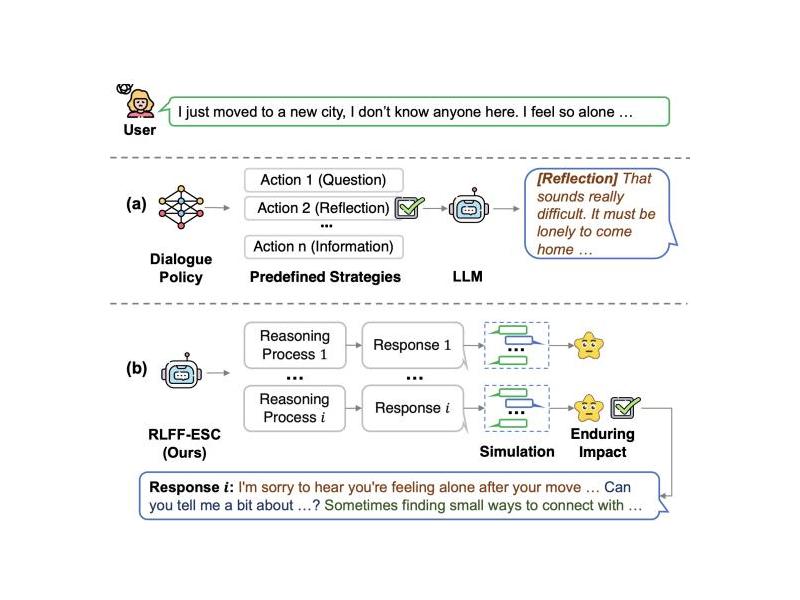 I just moved to a new city, I don't know anyone here. I feel so alone …
User
(a)
Action 1 (Question)
Action 2 (Reflection)
...
Action n (Information)
Dialogue
Policy
Predefined Strategies
LLM
[Reflection] That
sounds really
difficult. It must be
lonely to come
home …
(b)
Reasoning
Process 1
Response 1
...
...
...
Reasoning
Process i
Response i
...
RLFF-ESC
(Ours)
Simulation
Enduring
Impact
Response i: I'm sorry to hear you're feeling alone after your move … Can
you tell me a bit about …? Sometimes finding small ways to connect with …